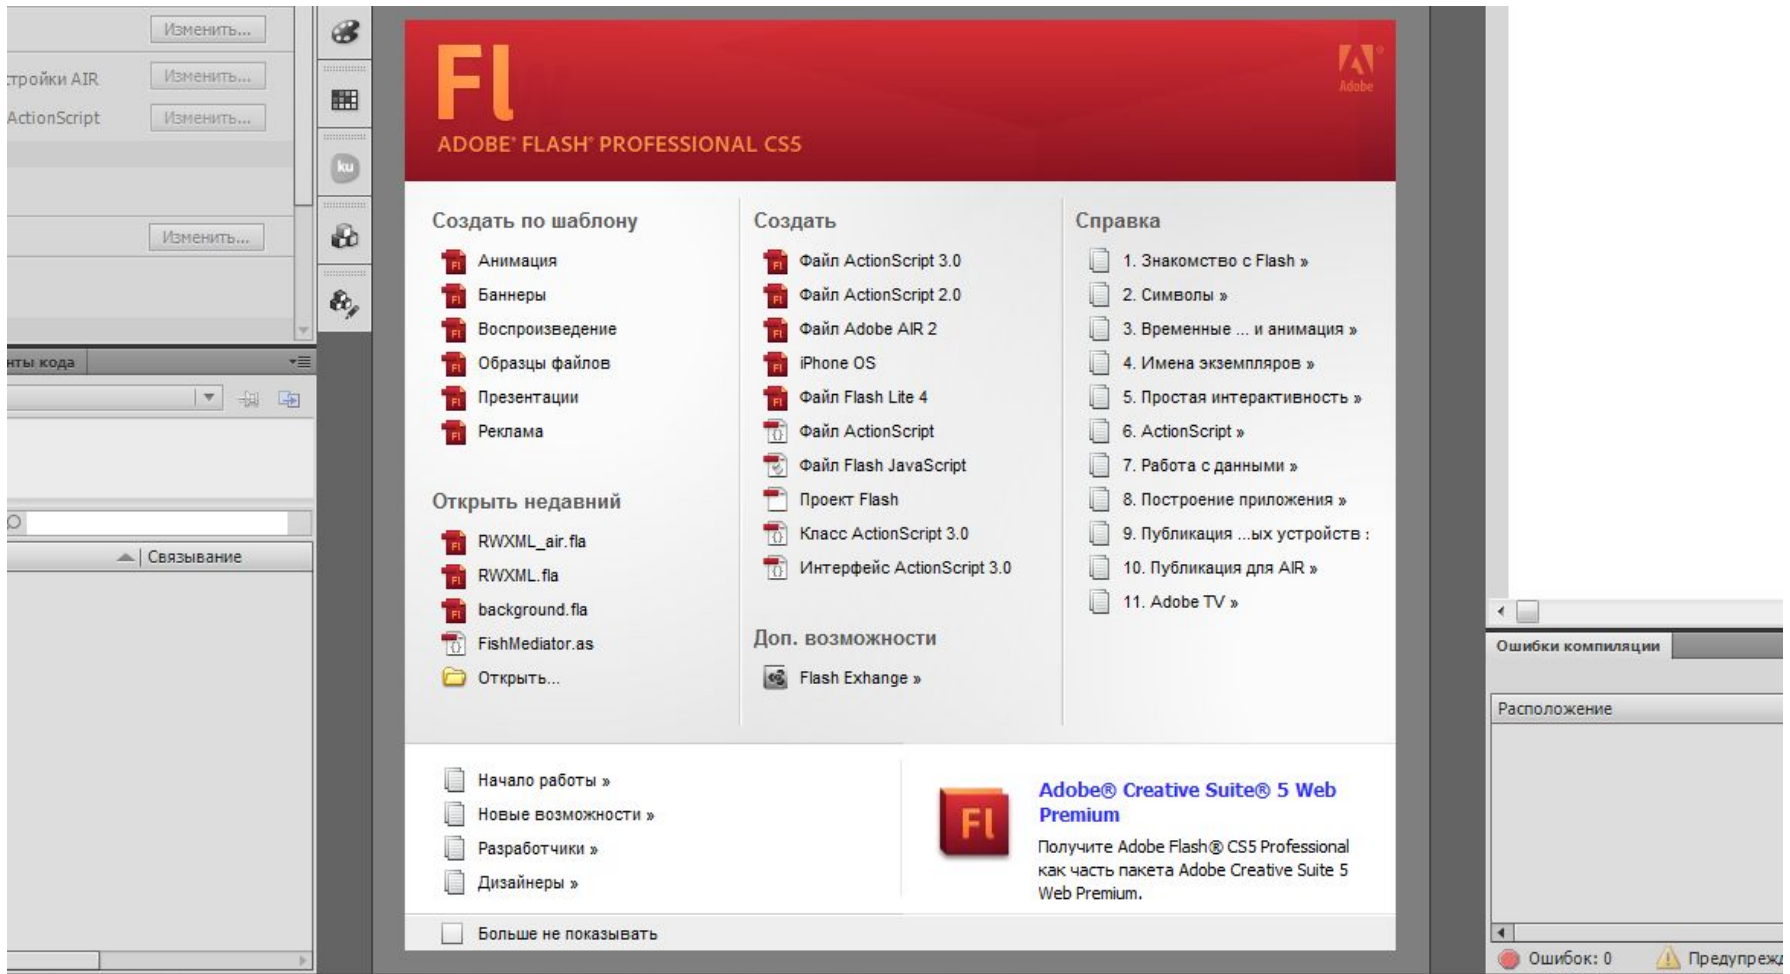 Изменить...
тройки AIR
Изменить...
ActionScript
Изменить...
Изменить...
нты кода
Связывание
ku
Fl
ADOBE® FLASH® PROFESSIONAL CS5
Adobe
Создать по шаблону
Анимация
Баннеры
Воспроизведение
Образцы файлов
Презентации
Реклама
Открыть недавний
RWXML_air.fla
RWXML.fla
background.fla
FishMediator.as
Открыть...
Создать
Файл ActionScript 3.0
Файл ActionScript 2.0
Файл Adobe AIR 2
iPhone OS
Файл Flash Lite 4
Файл ActionScript
Файл Flash JavaScript
Проект Flash
Класс ActionScript 3.0
Интерфейс ActionScript 3.0
Доп. возможности
Flash Exhange »
Справка
1. Знакомство с Flash »
2. Символы »
3. Временные ... и анимация »
4. Имена экземпляров »
5. Простая интерактивность »
6. ActionScript »
7. Работа с данными »
8. Построение приложения »
9. Публикация ...ых устройств
10. Публикация для AIR »
11. Adobe TV »
Начало работы »
Новые возможности »
Разработчики »
Дизайнеры »
Fl
Adobe® Creative Suite® 5 Web
Premium
Получите Adobe Flash® CS5 Professional
как часть пакета Adobe Creative Suite 5
Web Premium.
Больше не показывать
Ошибки компиляции
Расположение
Ошибок: 0
Предупрежд